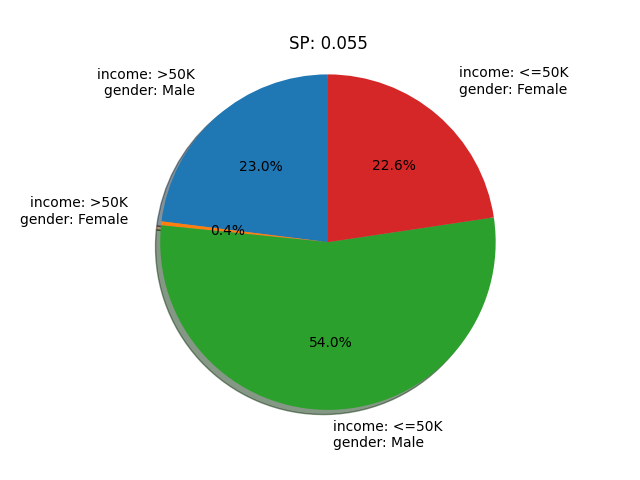 SP: 0.055
income: >50K
gender: Male
income: <=50K
gender: Female
23.0%
22.6%
income: >50K
gender: Female
0.4%
54.0%
income: <=50K
gender: Male